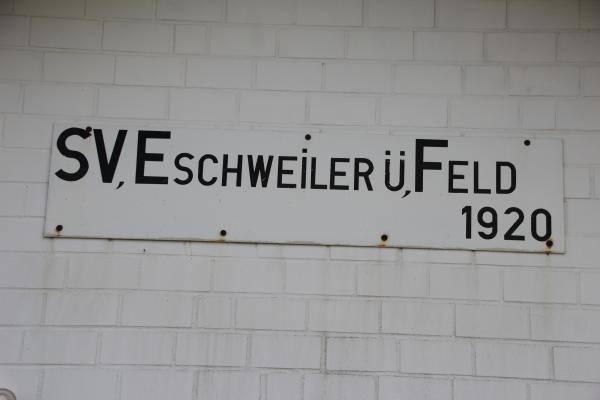 SV, ESCHWEILER Ü, FELD
1920